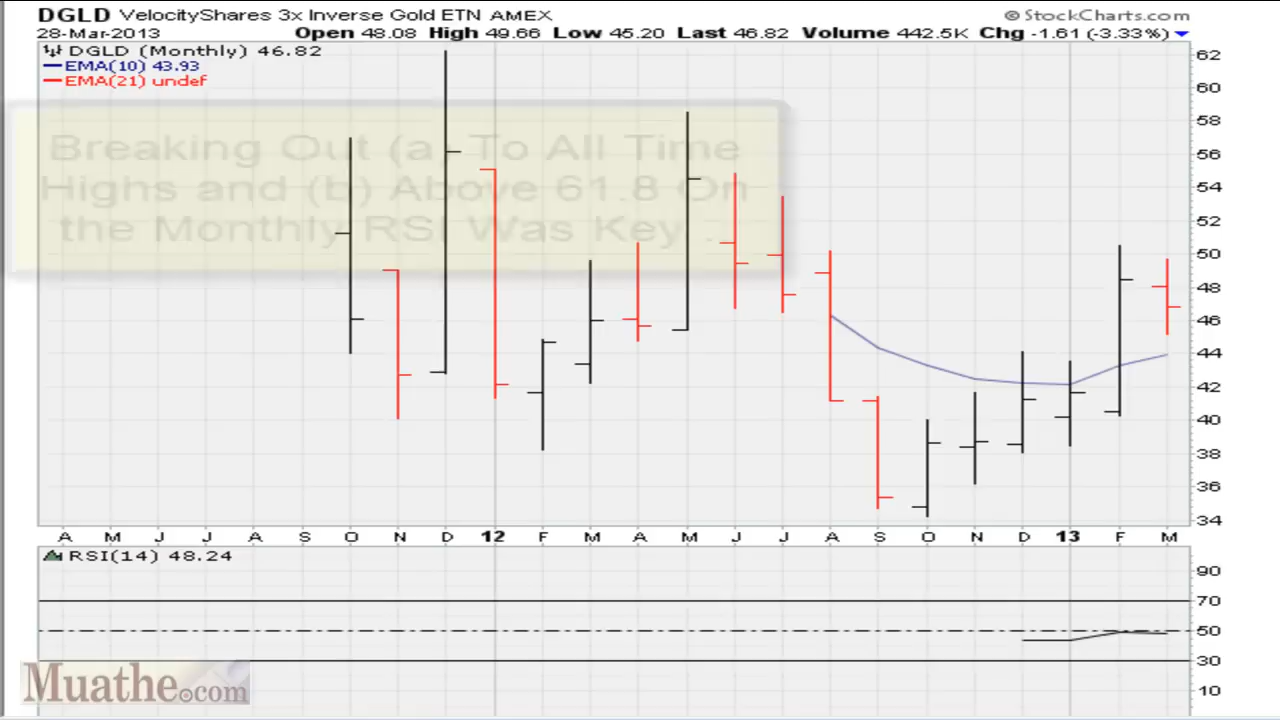 DGLD VelocityShares 3x Inverse Gold ETN AMEX © StockCharts.com
28-Mar-2013 Open 48.08 High 49.66 Low 45.20 Last 46.82 Volume 442.5K Chg -1.61 (-3.33%)
DGLD (Monthly) 46.82
EMA(10) 43.93
EMA(21) undef
Breaking Out (a) To All Time
Highs and (b) Above 61.8 On
the Monthly RSI Was Key ...
62
60
58
56
54
52
50
48
46
44
42
40
38
36
34
A M J J A S O N D 12 F M A M J J A S O N D 13 F M
RSI(14) 48.24
90
70
50
30
10
Muathe.com